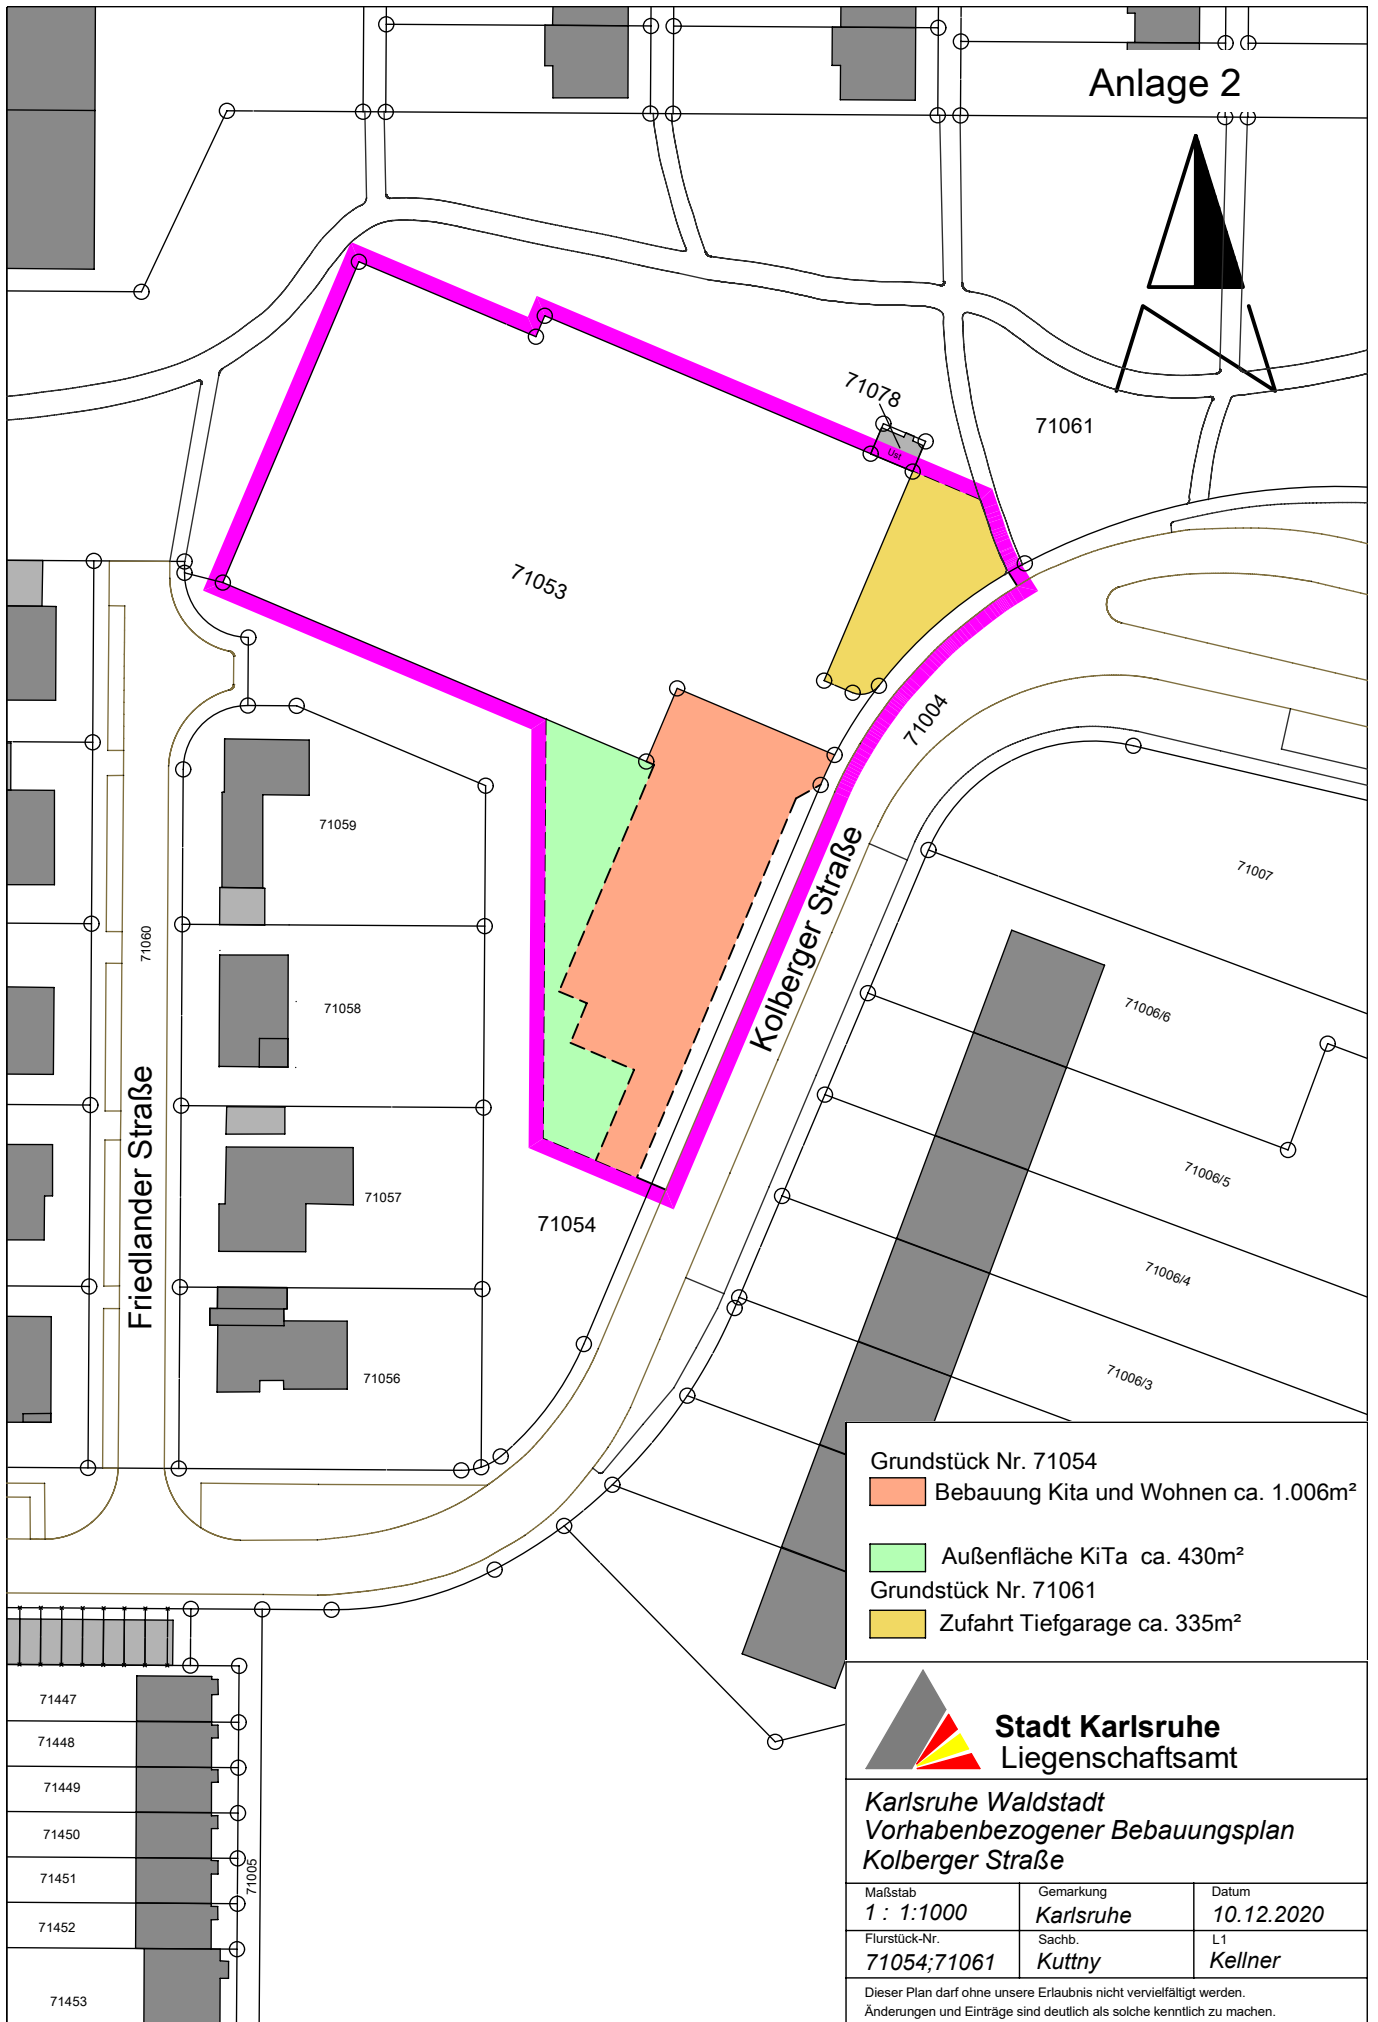 Anlage 2
71078
71061
Ust
71053
71004
71059
71007
71060
71058
71006/6
Kolberger Straße
Friedlander Straße
71057
71006/5
71054
71006/4
71056
71006/3
Grundstück Nr. 71054
Bebauung Kita und Wohnen ca. 1.006m²
Außenfläche KiTa ca. 430m²
Grundstück Nr. 71061
Zufahrt Tiefgarage ca. 335m²
71447
71448
71449
71450
71451
71452
71453
71005
Stadt Karlsruhe
Liegenschaftsamt
Karlsruhe Waldstadt
Vorhabenbezogener Bebauungsplan
Kolberger Straße
Maßstab
1 : 1:1000
Gemarkung
Karlsruhe
Datum
10.12.2020
Flurstück-Nr.
71054;71061
Sachb.
Kuttny
L1
Kellner
Dieser Plan darf ohne unsere Erlaubnis nicht vervielfältigt werden.
Änderungen und Einträge sind deutlich als solche kenntlich zu machen.